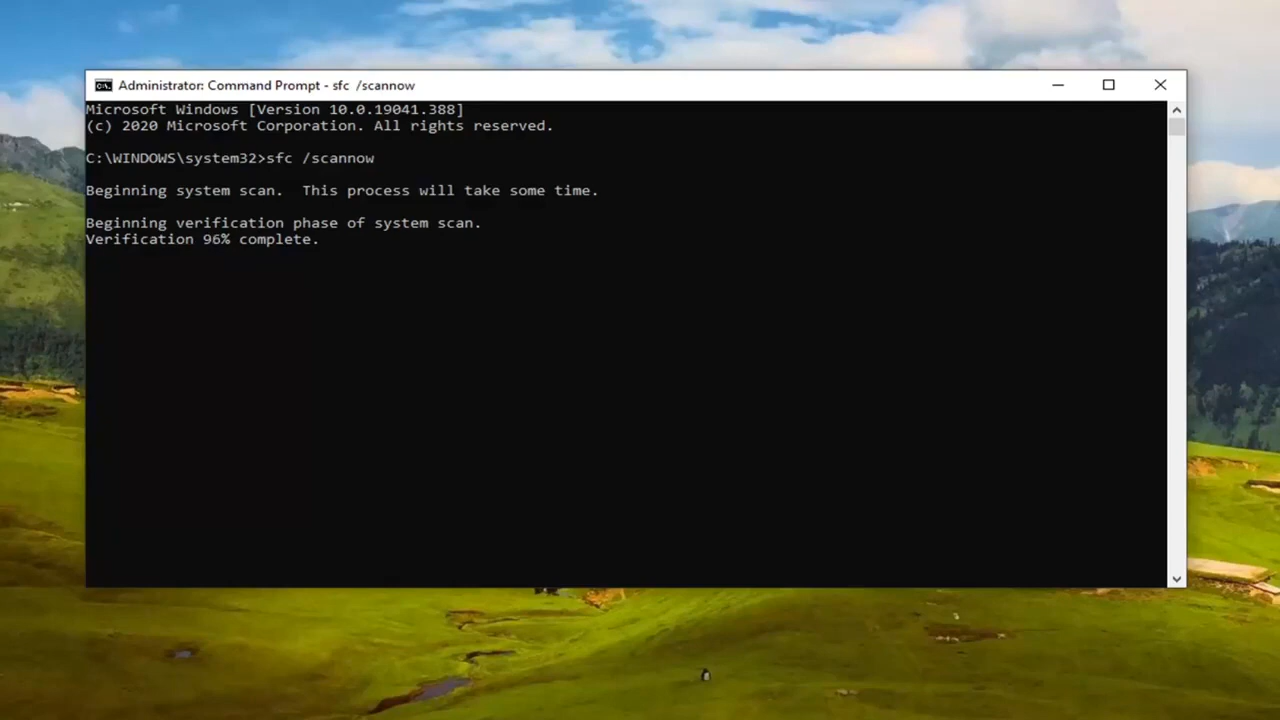 Administrator: Command Prompt - sfc  /scannow
Microsoft Windows [Version 10.0.19041.388]
(c) 2020 Microsoft Corporation. All rights reserved.
C:\WINDOWS\system32>sfc /scannow
Beginning system scan.  This process will take some time.
Beginning verification phase of system scan.
Verification 96% complete.